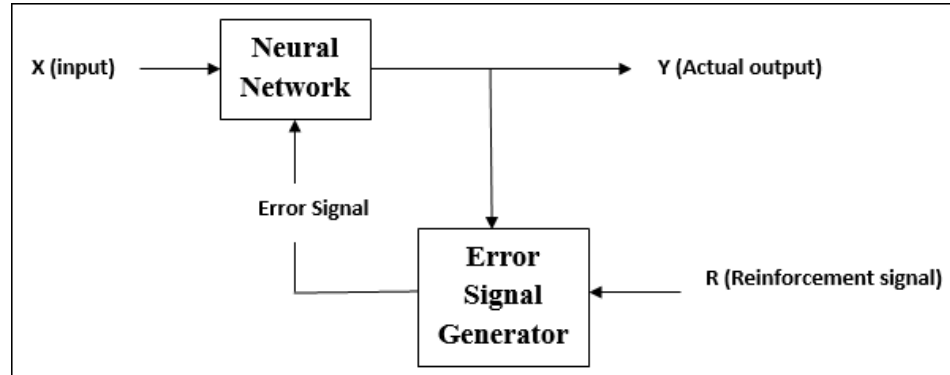 X (input)
Neural
Network
Y (Actual output)
Error Signal
Error
Signal
Generator
R (Reinforcement signal)